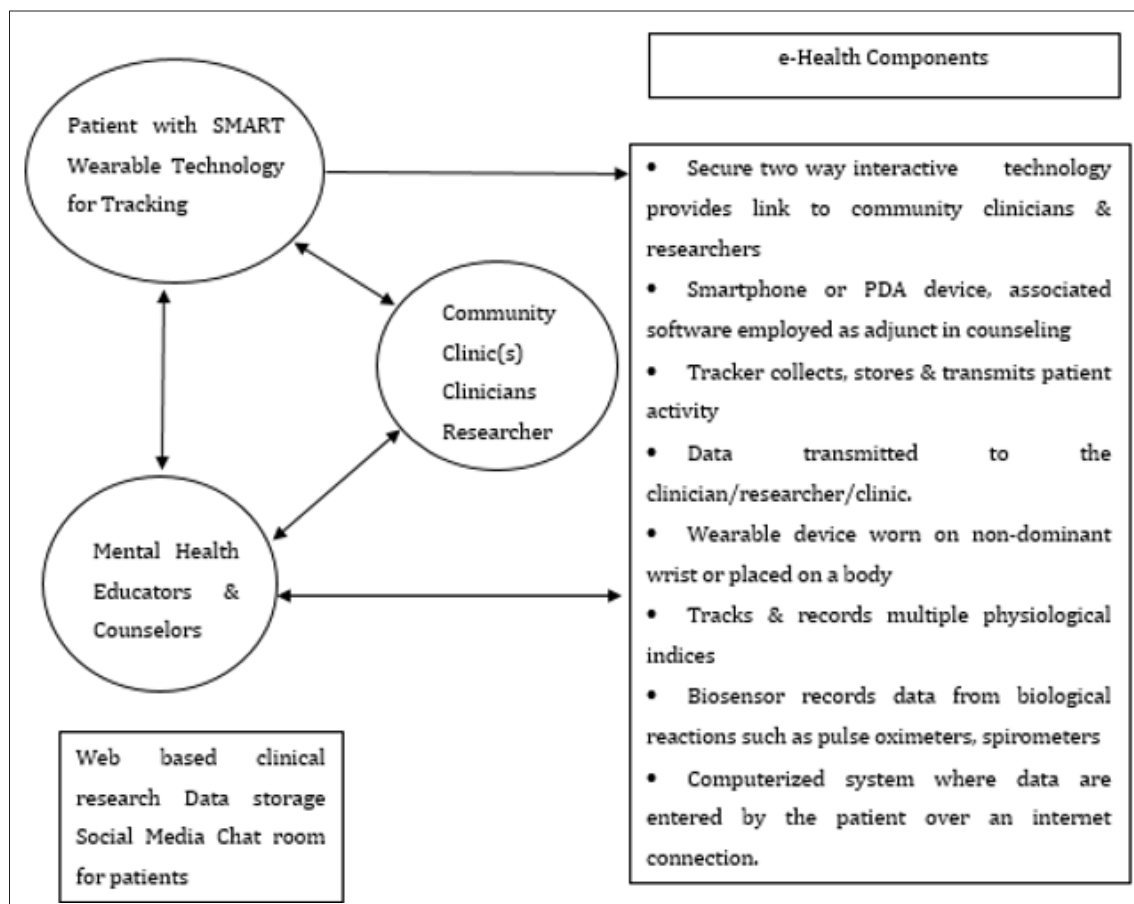 e-Health Components
Patient with SMART
Wearable Technology
for Tracking
Community
Clinic(s)
Clinicians
Researcher
Mental Health
Educators &
Counselors
Web based clinical
research Data storage
Social Media Chat room
for patients
• Secure two way interactive technology
provides link to community clinicians &
researchers
• Smartphone or PDA device, associated
software employed as adjunct in counseling
• Tracker collects, stores & transmits patient
activity
• Data transmitted to the
clinician/researcher/clinic.
• Wearable device worn on non-dominant
wrist or placed on a body
• Tracks & records multiple physiological
indices
• Biosensor records data from biological
reactions such as pulse oximeters, spirometers
• Computerized system where data are
entered by the patient over an internet
connection.